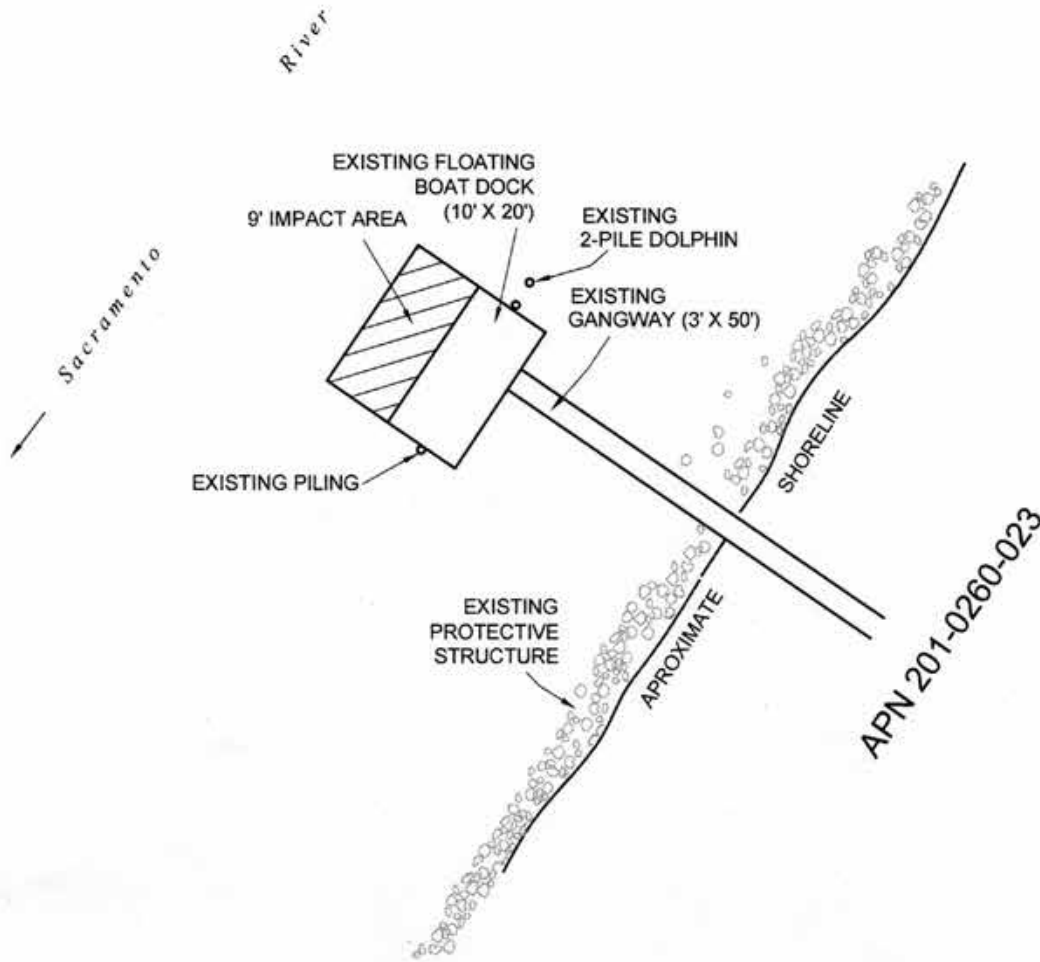 Sacramento River
EXISTING FLOATING
BOAT DOCK
(10' X 20')
9' IMPACT AREA
EXISTING
2-PILE DOLPHIN
EXISTING
GANGWAY (3' X 50')
EXISTING PILING
SHORELINE
EXISTING
PROTECTIVE
STRUCTURE
APROXIMATE
APN 201-0260-023